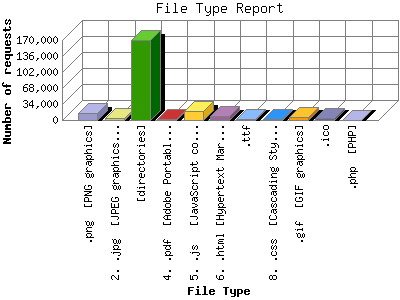 File Type Report
Number of requests
170,000
136,000
102,000
68,000
34,000
0
.png [PNG graphics]
2. .jpg [JPEG graphics...
[directories]
4. .pdf [Adobe Portabl...
5. .js [JavaScript co...
6. .html [Hypertext Mar...
.ttf
8. .css [Cascading Sty...
.gif [GIF graphics]
.ico
.php [PHP]
File Type